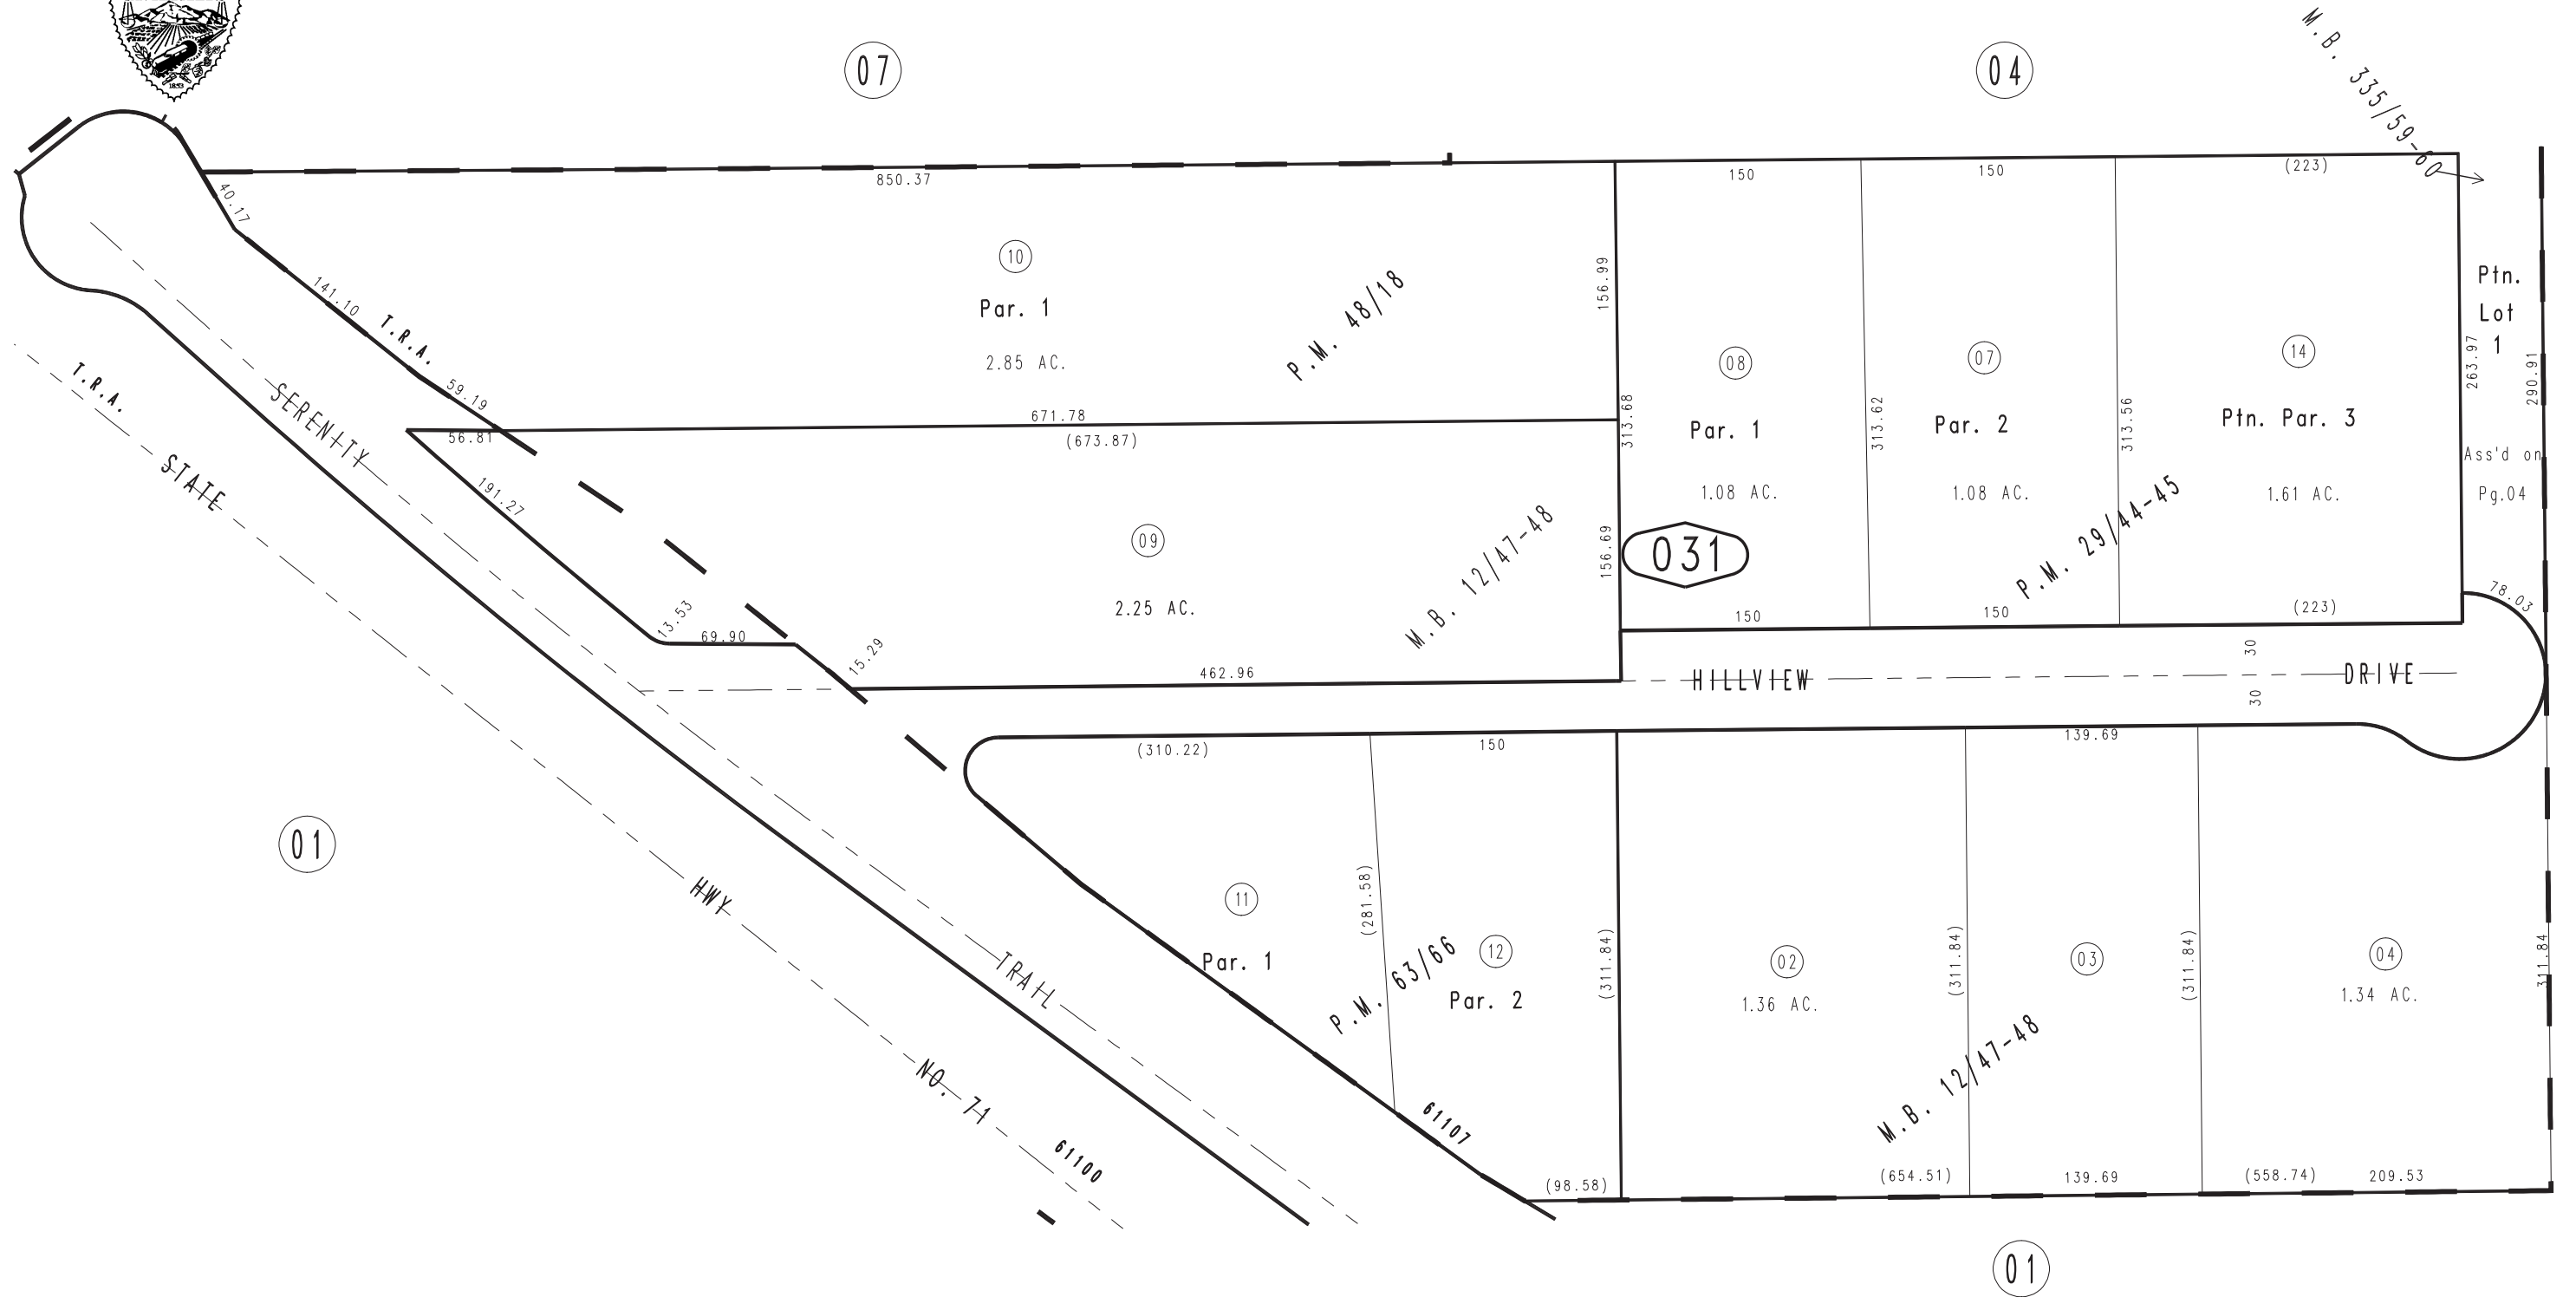 1853
07
04
M.B. 335/59-60
850.37
150
150
(223)
40.17
10
Par. 1
2.85 AC.
P.M. 48/18
156.99
141.10
T.R.A.
59.19
T.R.A.
SERENITY
STATE
671.78
56.81
(673.87)
191.27
313.68
08
Par. 1
1.08 AC.
313.62
07
Par. 2
1.08 AC.
313.56
14
Ptn. Par. 3
1.61 AC.
P.M. 29/44-45
Ptn.
Lot
1
263.97
290.91
Ass'd on
Pg.04
78.03
09
2.25 AC.
M.B. 12/47-48
156.69
031
150
150
(223)
13.53
69.90
15.29
462.96
HILLVIEW
DRIVE
30
30
(310.22)
150
139.69
01
HWY
TRAIL
NO. 71
61100
11
Par. 1
(281.58)
P.M. 63/66
12
Par. 2
(311.84)
02
1.36 AC.
(311.84)
03
(311.84)
04
1.34 AC.
311.84
M.B. 12/47-48
61107
(98.58)
(654.51)
139.69
(558.74)
209.53
01